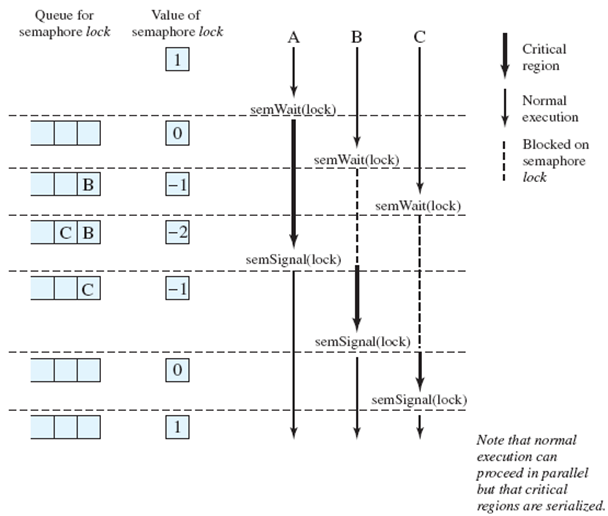 Queue for
semaphore lock
Value of
semaphore lock
A
B
C
1
Critical
region
Normal
execution
Blocked on
semaphore
lock
semWait(lock)
0
semWait(lock)
B
−1
semWait(lock)
C B
−2
semSignal(lock)
C
−1
semSignal(lock)
0
semSignal(lock)
1
Note that normal
execution can
proceed in parallel
but that critical
regions are serialized.